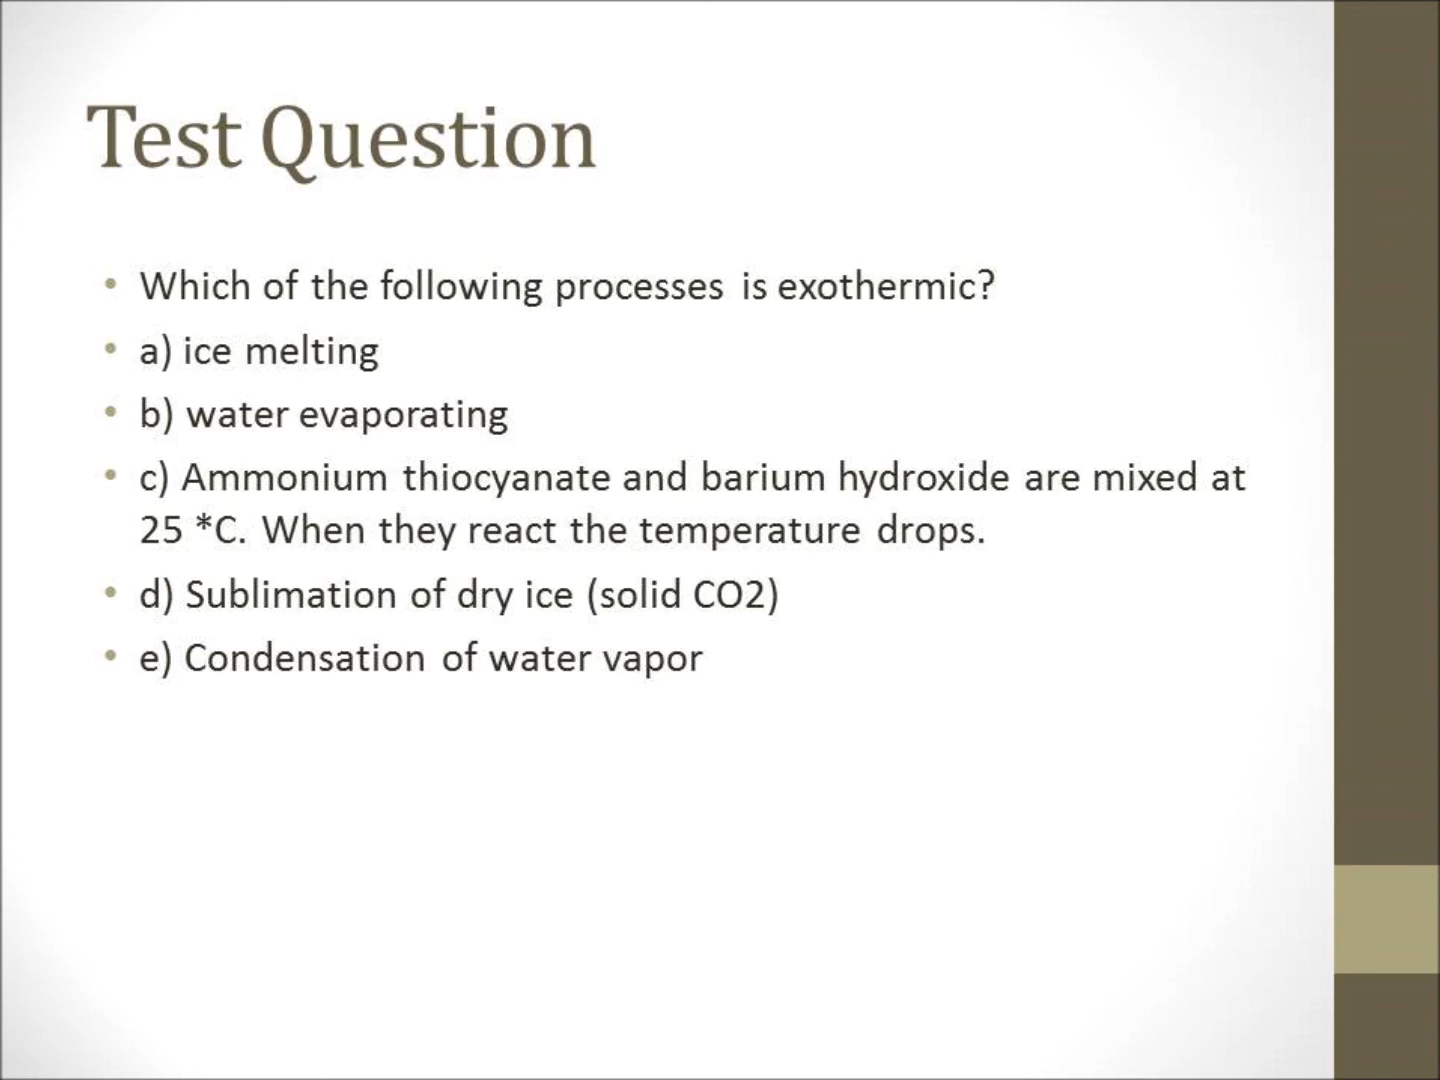 Test Question
• Which of the following processes is exothermic?
• a) ice melting
• b) water evaporating
• c) Ammonium thiocyanate and barium hydroxide are mixed at
25 *C. When they react the temperature drops.
• d) Sublimation of dry ice (solid CO2)
• e) Condensation of water vapor